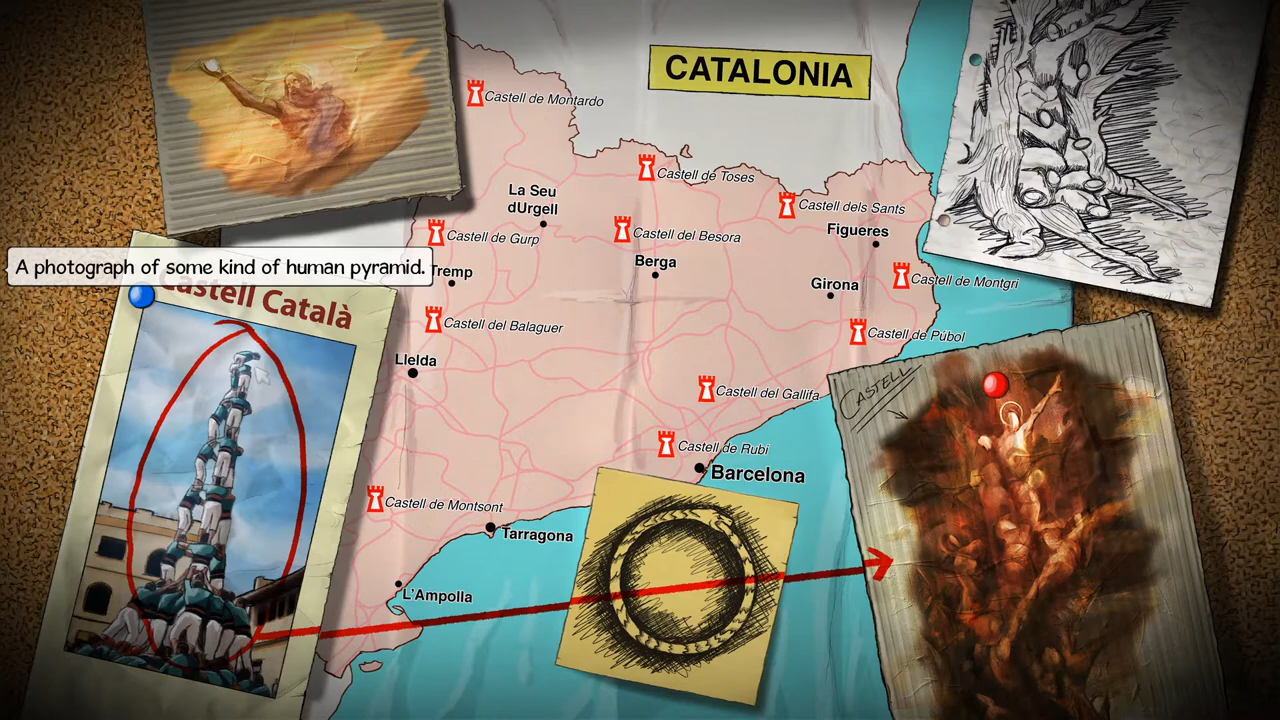 CATALONIA
Castell de Montardo
Castell de Toses
La Seu
dUrgell
Castell dels Sants
Castell de Gurp
Castell del Besora
Figueres
A photograph of some kind of human pyramid.
Tremp
Berga
Girona
Castell de Montgri
Castell Català
Castell del Balaguer
Castell de Púbol
Llelda
Castell del Gallifa
CASTELL
Castell de Rubi
Barcelona
Castell de Montsont
Tarragona
L'Ampolla